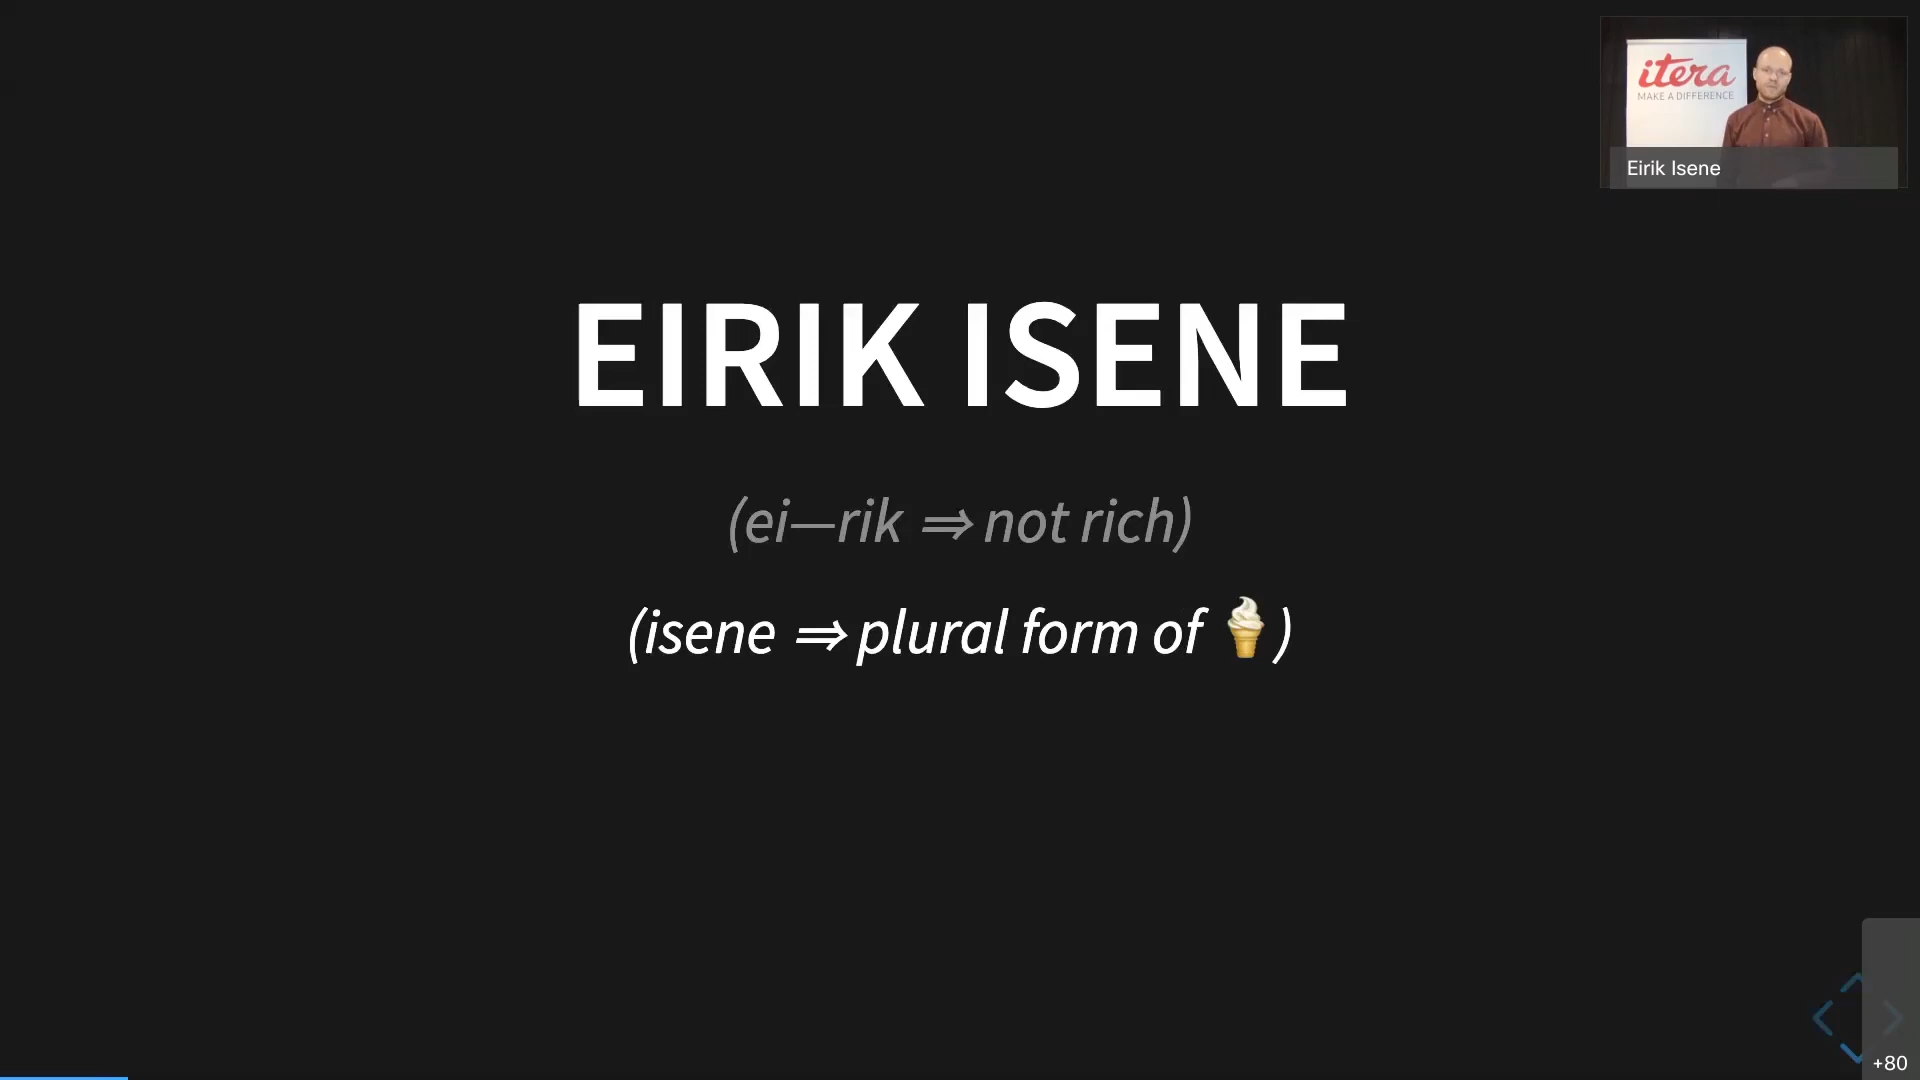 itera
MAKE A DIFFERENCE
Eirik Isene
EIRIK ISENE
(ei—rik ⇒ not rich)
(isene ⇒ plural form of 🍦)
+80